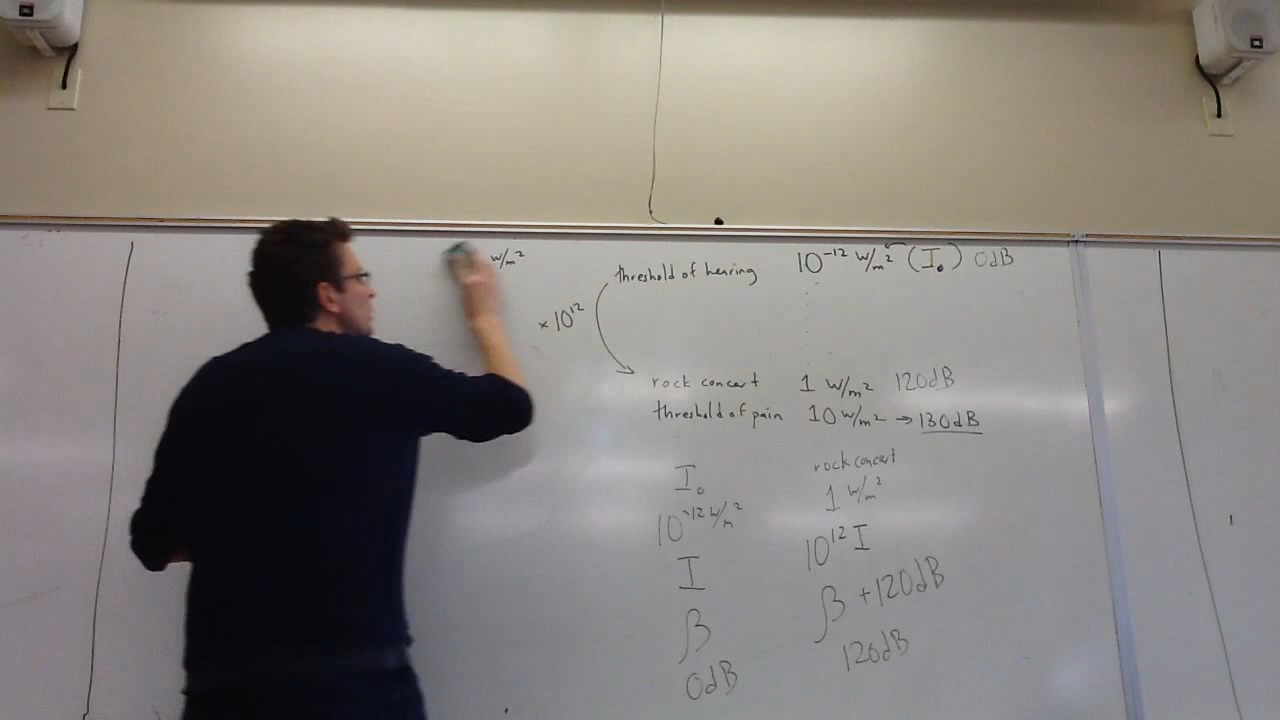 w/m²
threshold of hearing 10⁻¹² w/m² (I₀) 0dB
× 10¹²
rock concert 1 w/m² 120dB
threshold of pain 10 w/m² → 130dB
I₀ rock concert
10⁻¹² w/m² 1 w/m²
I 10¹² I
β β + 120dB
0dB 120dB